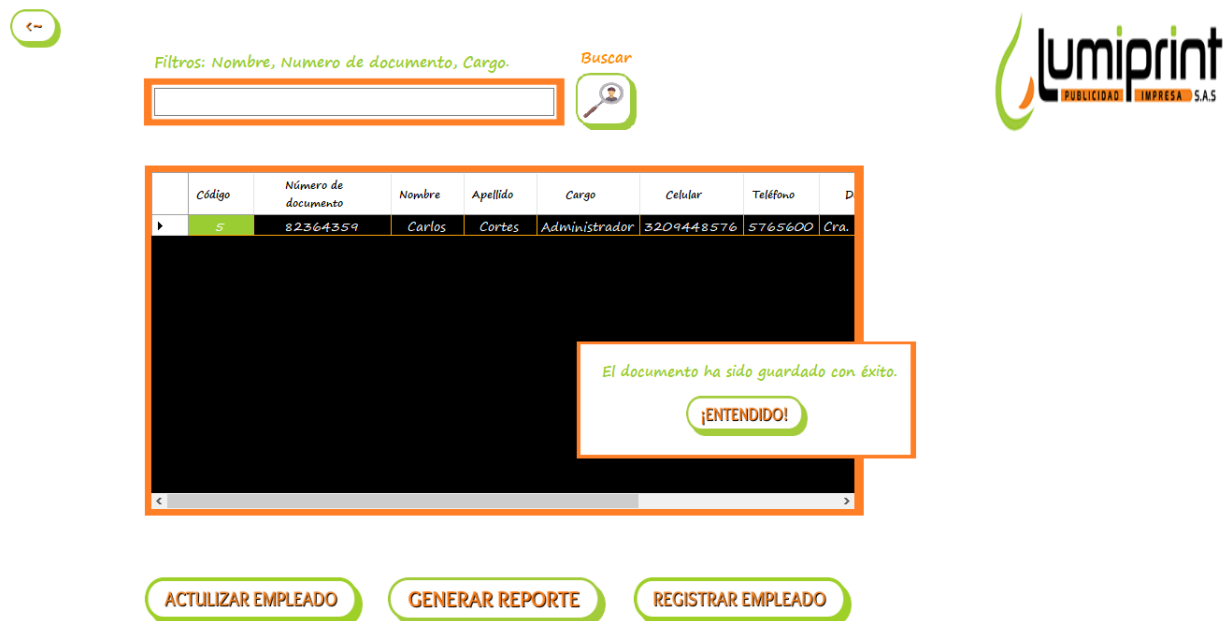 <~
Filtros: Nombre, Numero de documento, Cargo.
Buscar
lumiprint
PUBLICIDAD IMPRESA S.A.S
Código Número de documento Nombre Apellido Cargo Celular Teléfono D
5 82364359 Carlos Cortes Administrador 3209448576 5765600 Cra.
El documento ha sido guardado con éxito.
¡ENTENDIDO!
ACTULIZAR EMPLEADO GENERAR REPORTE REGISTRAR EMPLEADO